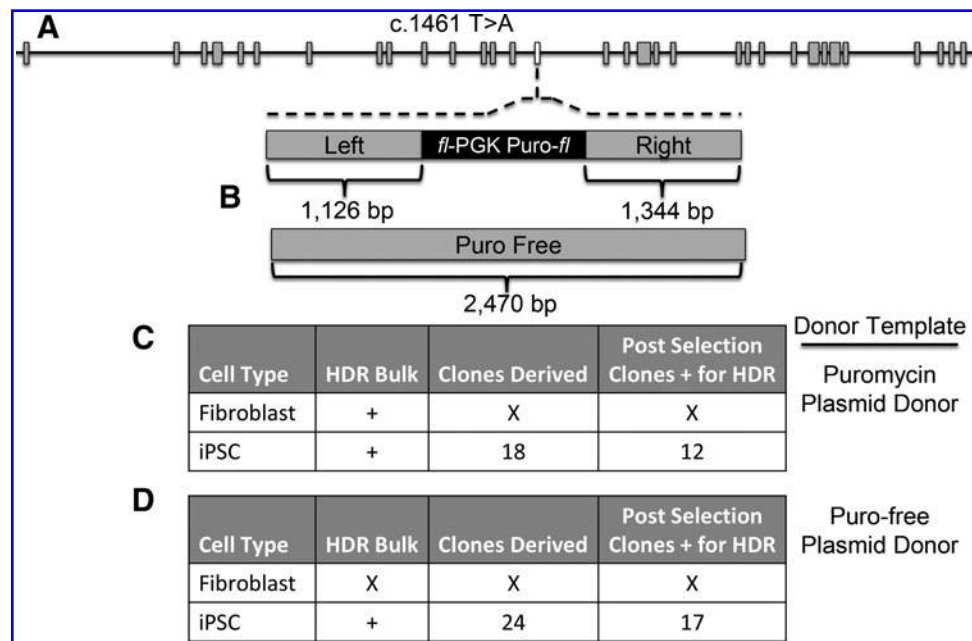 A
c.1461 T>A
Left
fl-PGK Puro-fl
Right
B
1,126 bp
1,344 bp
Puro Free
2,470 bp
C
Donor Template
Cell Type HDR Bulk Clones Derived Post Selection Clones + for HDR
Fibroblast + X X
iPSC + 18 12
Puromycin
Plasmid Donor
D
Cell Type HDR Bulk Clones Derived Post Selection Clones + for HDR
Fibroblast X X X
iPSC + 24 17
Puro-free
Plasmid Donor